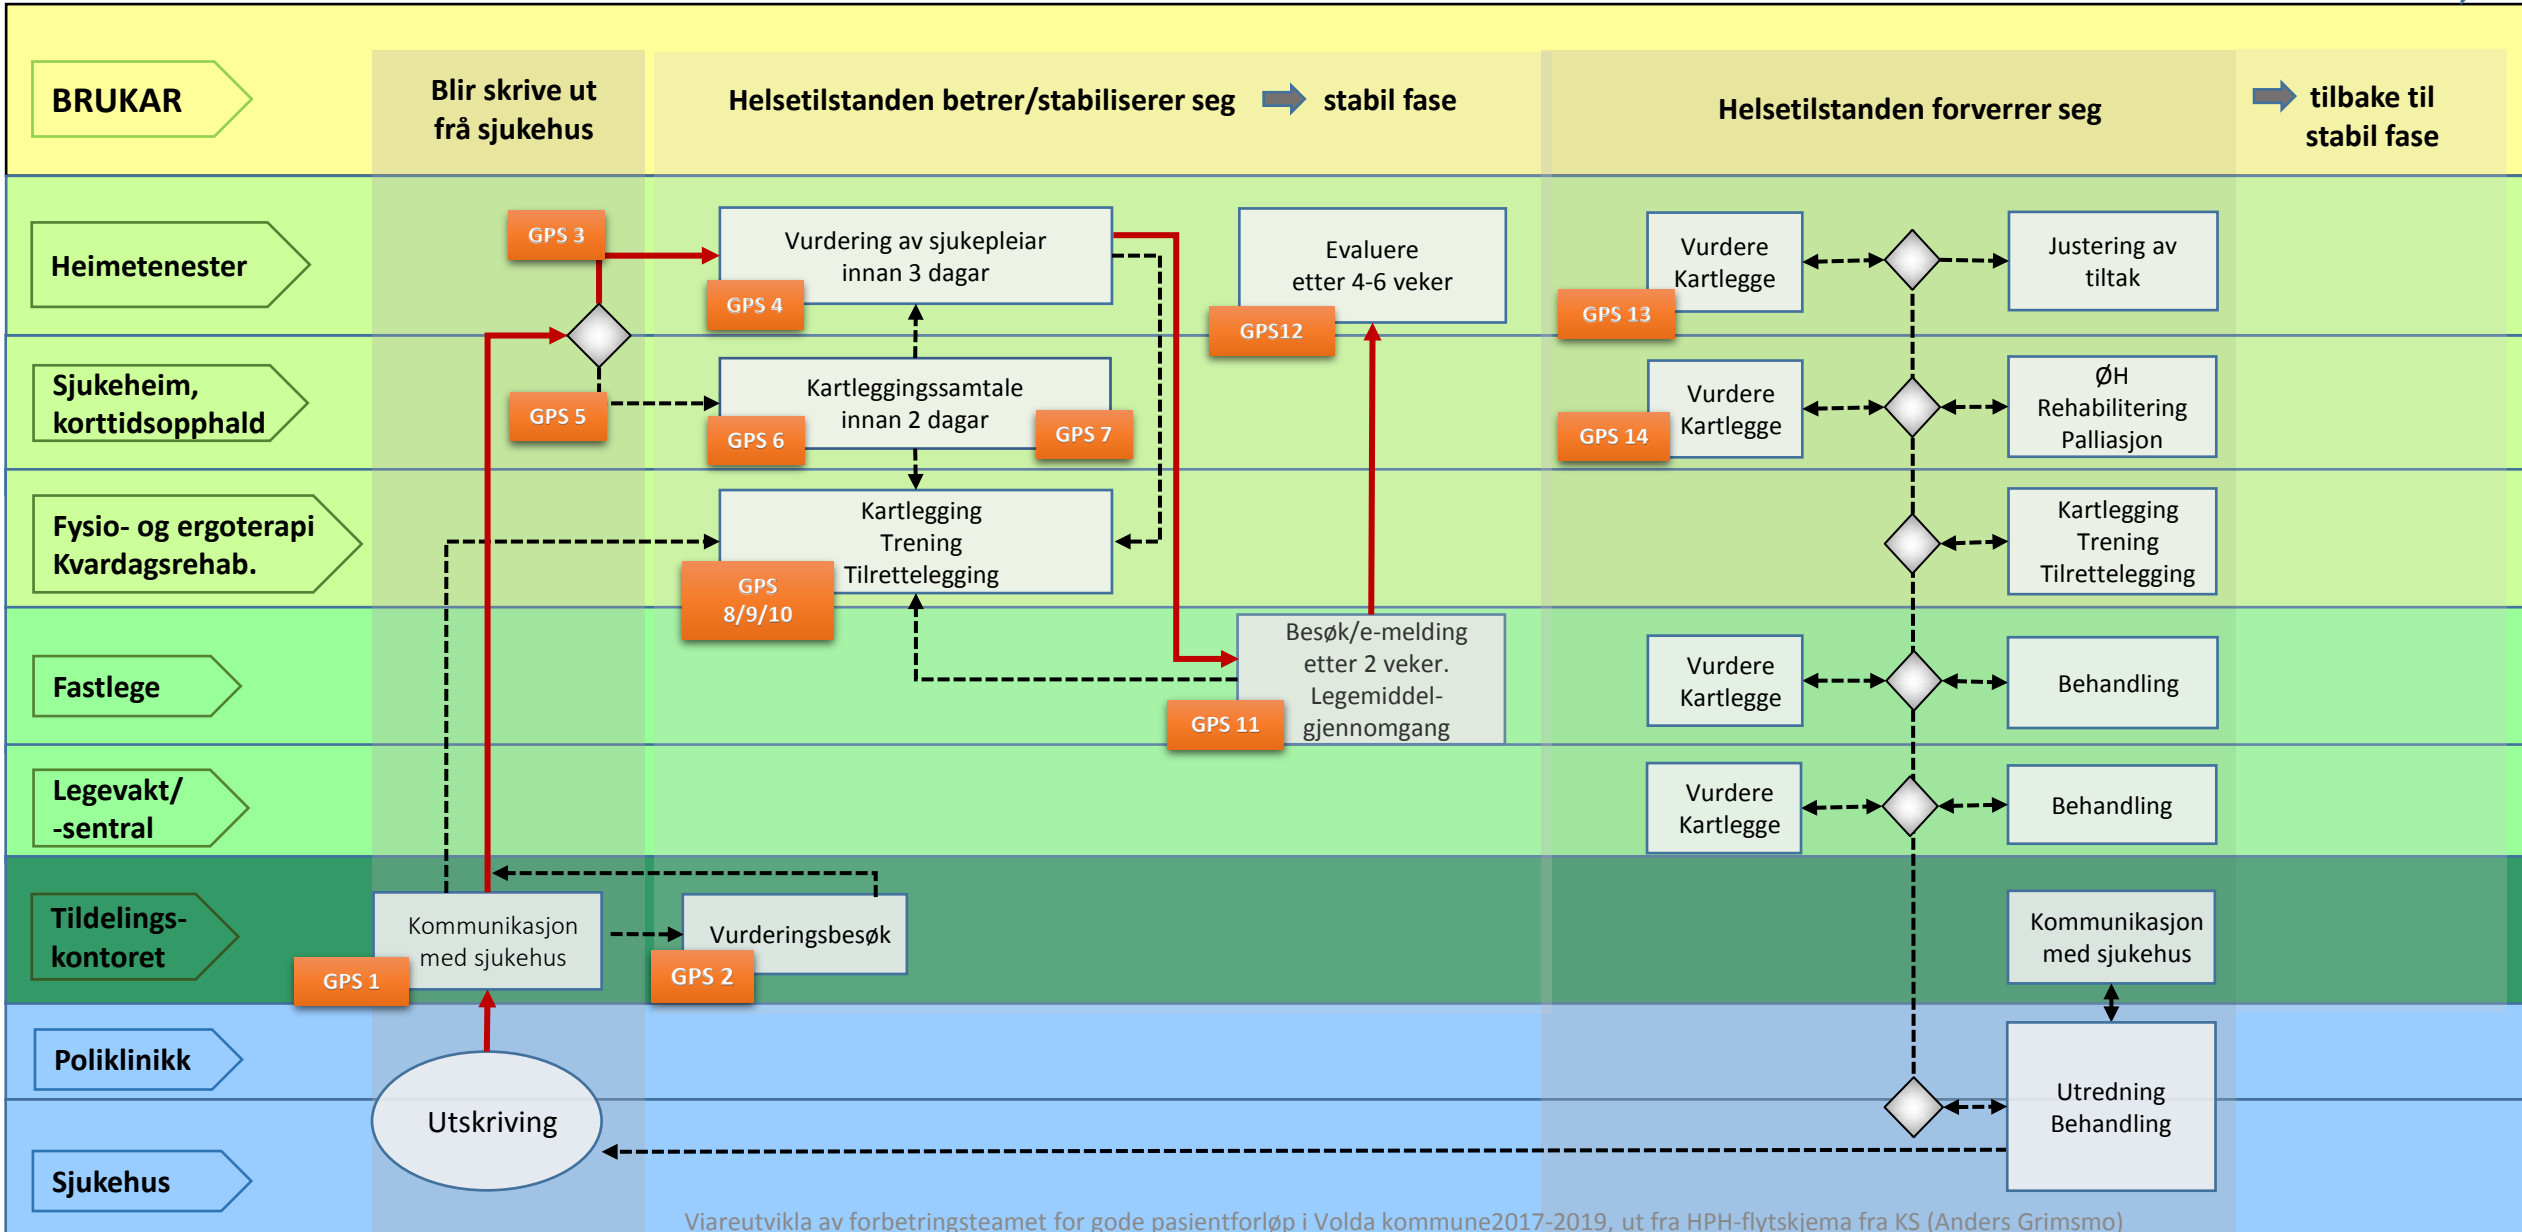 BRUKAR
Blir skrive ut
frå sjukehus
Helsetilstanden betrer/stabiliserer seg
stabil fase
Helsetilstanden forverrer seg
tilbake til
stabil fase
Heimetenester
GPS 3
Vurdering av sjukepleiar
innan 3 dagar
GPS 4
Evaluere
etter 4-6 veker
GPS12
Vurdere
Kartlegge
GPS 13
Justering av
tiltak
Sjukeheim,
korttidsopphald
GPS 5
Kartleggingssamtale
innan 2 dagar
GPS 6
GPS 7
Vurdere
Kartlegge
GPS 14
ØH
Rehabilitering
Palliasjon
Fysio- og ergoterapi
Kvardagsrehab.
Kartlegging
Trening
Tilrettelegging
GPS
8/9/10
Kartlegging
Trening
Tilrettelegging
Fastlege
Besøk/e-melding
etter 2 veker.
Legemiddel-
gjennomgang
GPS 11
Vurdere
Kartlegge
Behandling
Legevakt/
-sentral
Vurdere
Kartlegge
Behandling
Tildelings-
kontoret
Kommunikasjon
med sjukehus
GPS 1
Vurderingsbesøk
GPS 2
Kommunikasjon
med sjukehus
Poliklinikk
Utskriving
Utredning
Behandling
Sjukehus
Viareutvikla av forbetringsteamet for gode pasientforløp i Volda kommune2017-2019, ut fra HPH-flytskjema fra KS (Anders Grimsmo)